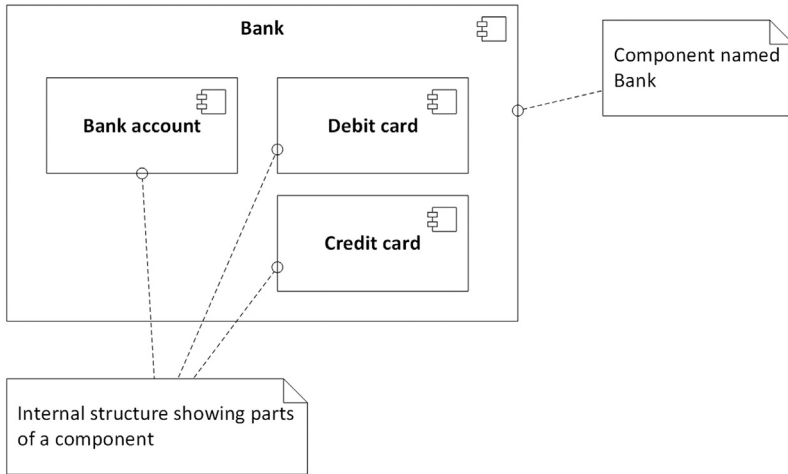 Bank
Component named
Bank
Bank account
Debit card
Credit card
Internal structure showing parts
of a component